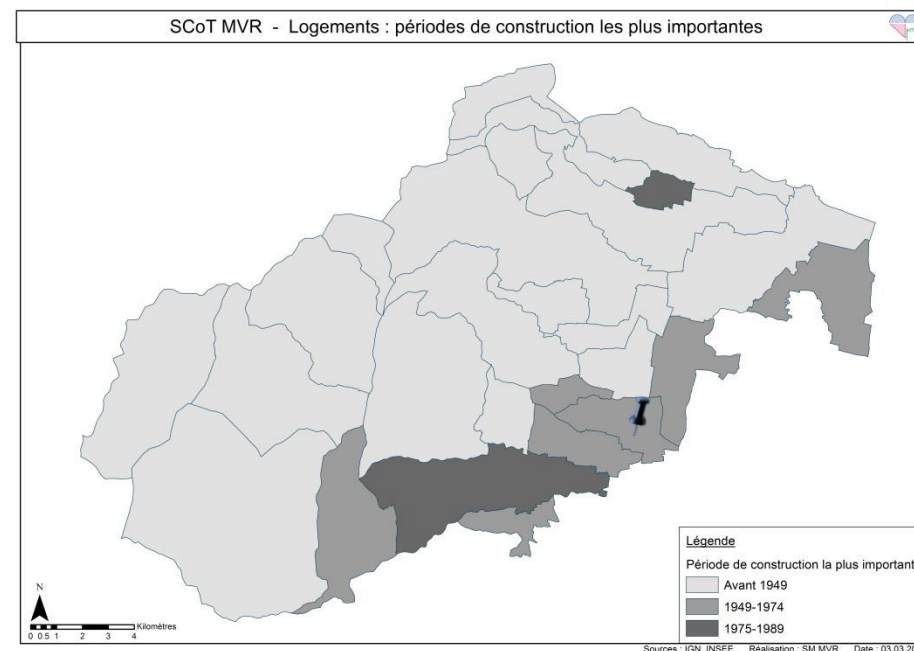 SCoT MVR - Logements : périodes de construction les plus importantes
Légende
Période de construction la plus important
Avant 1949
1949-1974
1975-1989
N
0 0.5 1 2 3 4 Kilomètres
Sources : IGN, INSEE Réalisation : SM MVR Date : 03.03.20